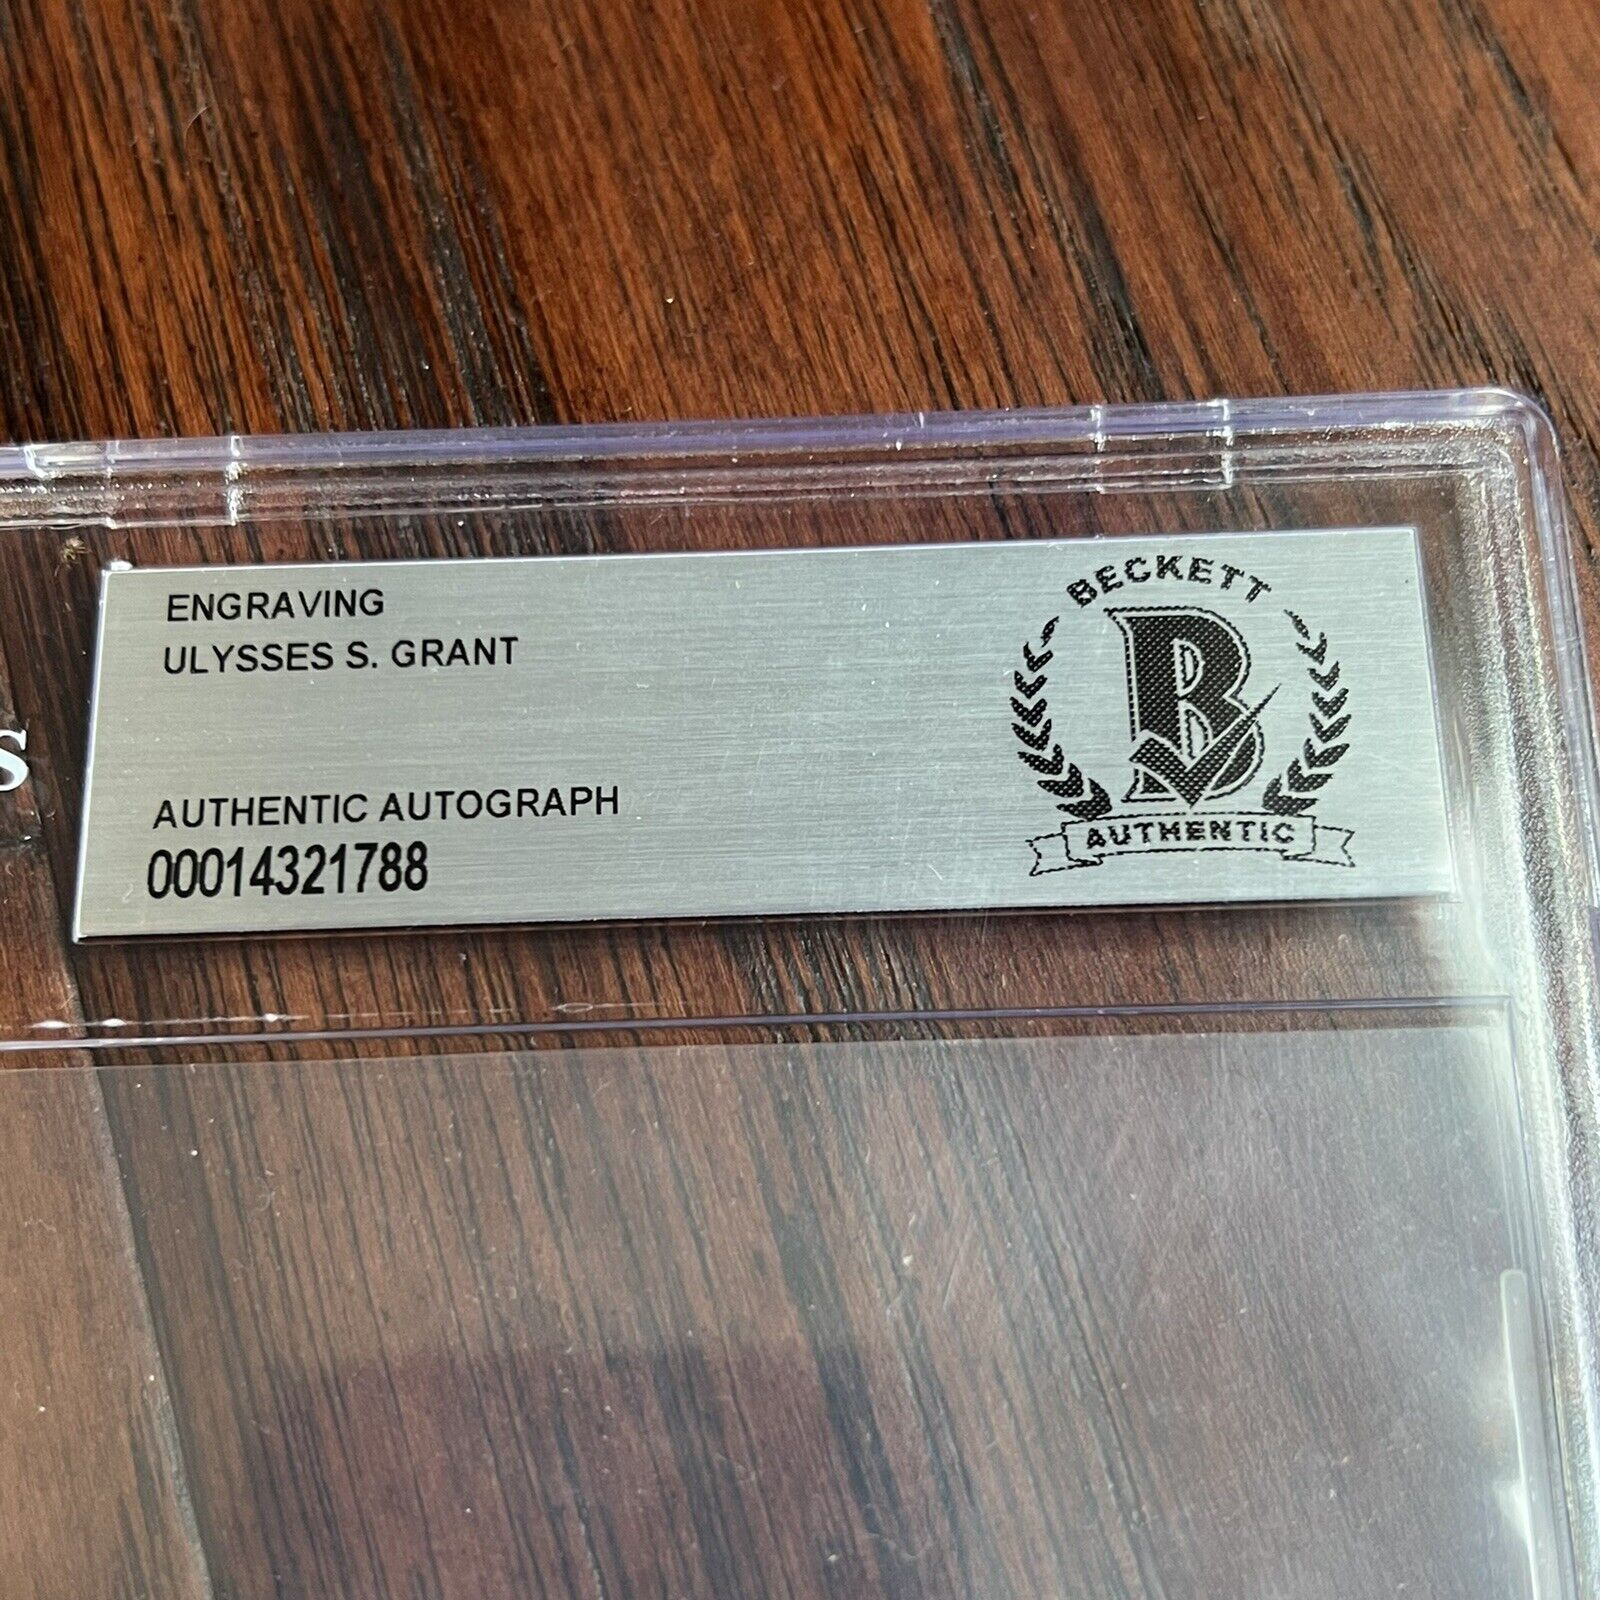 ENGRAVING
ULYSSES S. GRANT
AUTHENTIC AUTOGRAPH
00014321788
BECKETT
B
AUTHENTIC
s